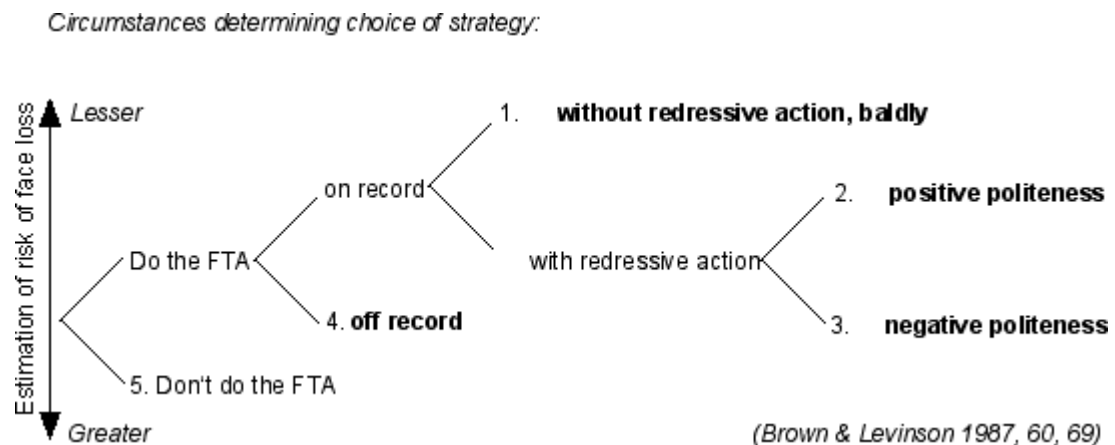 Circumstances determining choice of strategy:
Estimation of risk of face loss
Lesser
1. without redressive action, baldly
on record
2. positive politeness
Do the FTA
with redressive action
4. off record
3. negative politeness
5. Don't do the FTA
Greater
(Brown & Levinson 1987, 60, 69)